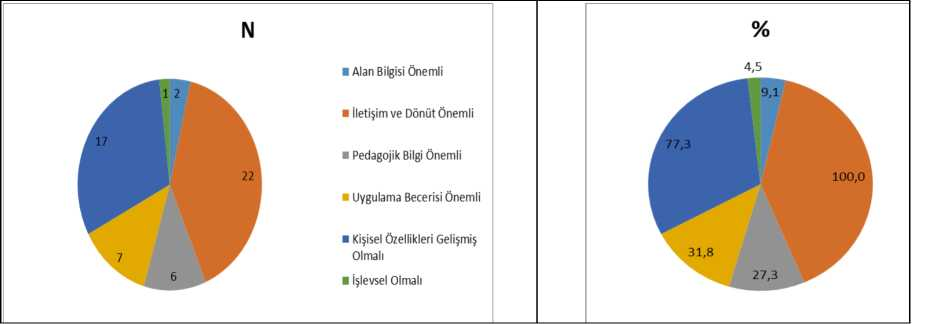 N
1
2
17
22
7
6
Alan Bilgisi Önemli
İletişim ve Dönüt Önemli
Pedagojik Bilgi Önemli
Uygulama Becerisi Önemli
Kişisel Özellikleri Gelişmiş
Olmalı
İşlevsel Olmalı
%
4,5
9,1
77,3
100,0
31,8
27,3